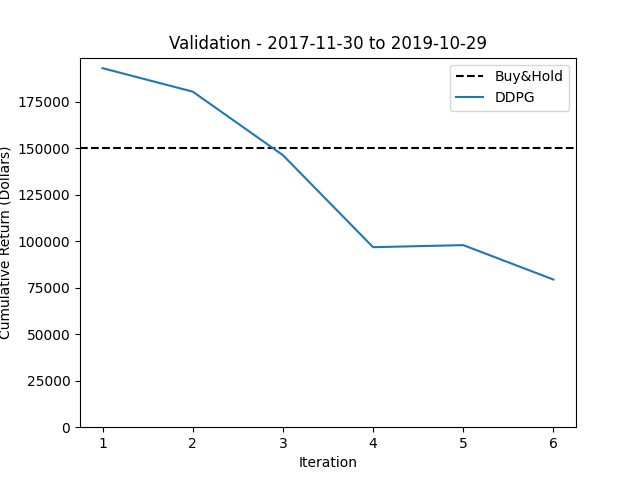 Validation - 2017-11-30 to 2019-10-29
Buy&Hold
DDPG
175000
150000
125000
100000
75000
50000
25000
0
Cumulative Return (Dollars)
1 2 3 4 5 6
Iteration